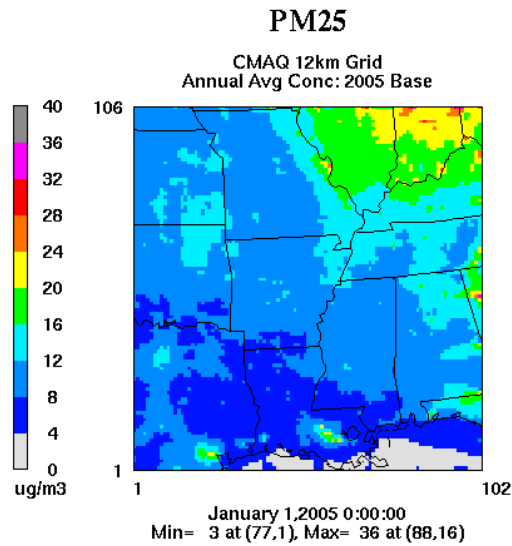 PM25
CMAQ 12km Grid
Annual Avg Conc: 2005 Base
40
36
32
28
24
20
16
12
8
4
0
ug/m3
106
1
1
102
January 1,2005 0:00:00
Min= 3 at (77,1), Max= 36 at (88,16)